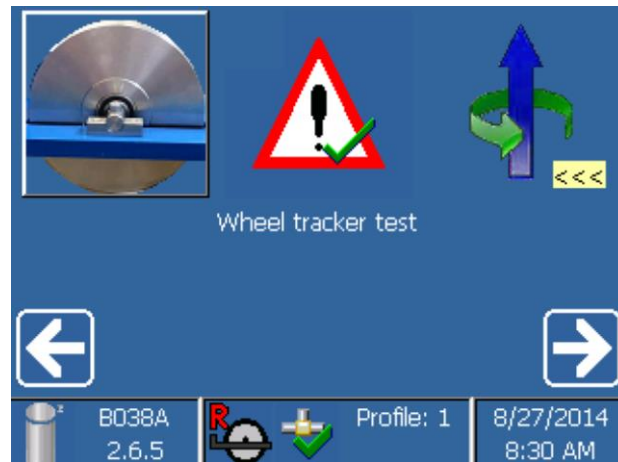 <<<
Wheel tracker test
B038A
2.6.5
R
z
Profile: 1
8/27/2014
8:30 AM